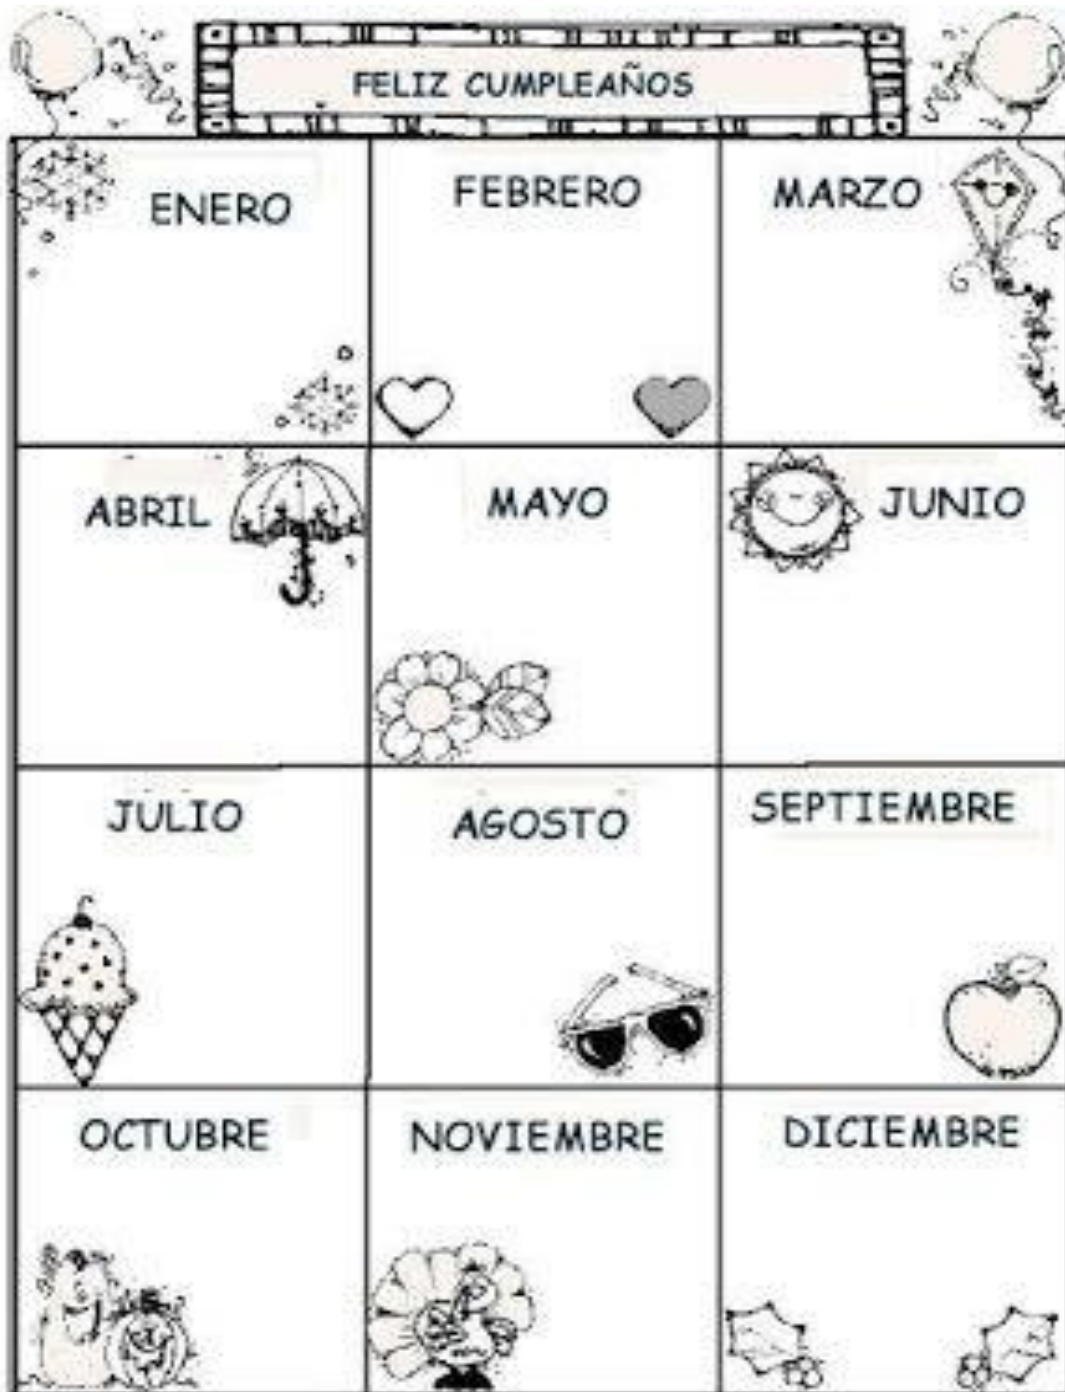 FELIZ CUMPLEAÑOS
ENERO
FEBRERO
MARZO
ABRIL
MAYO
JUNIO
JULIO
AGOSTO
SEPTIEMBRE
OCTUBRE
NOVIEMBRE
DICIEMBRE